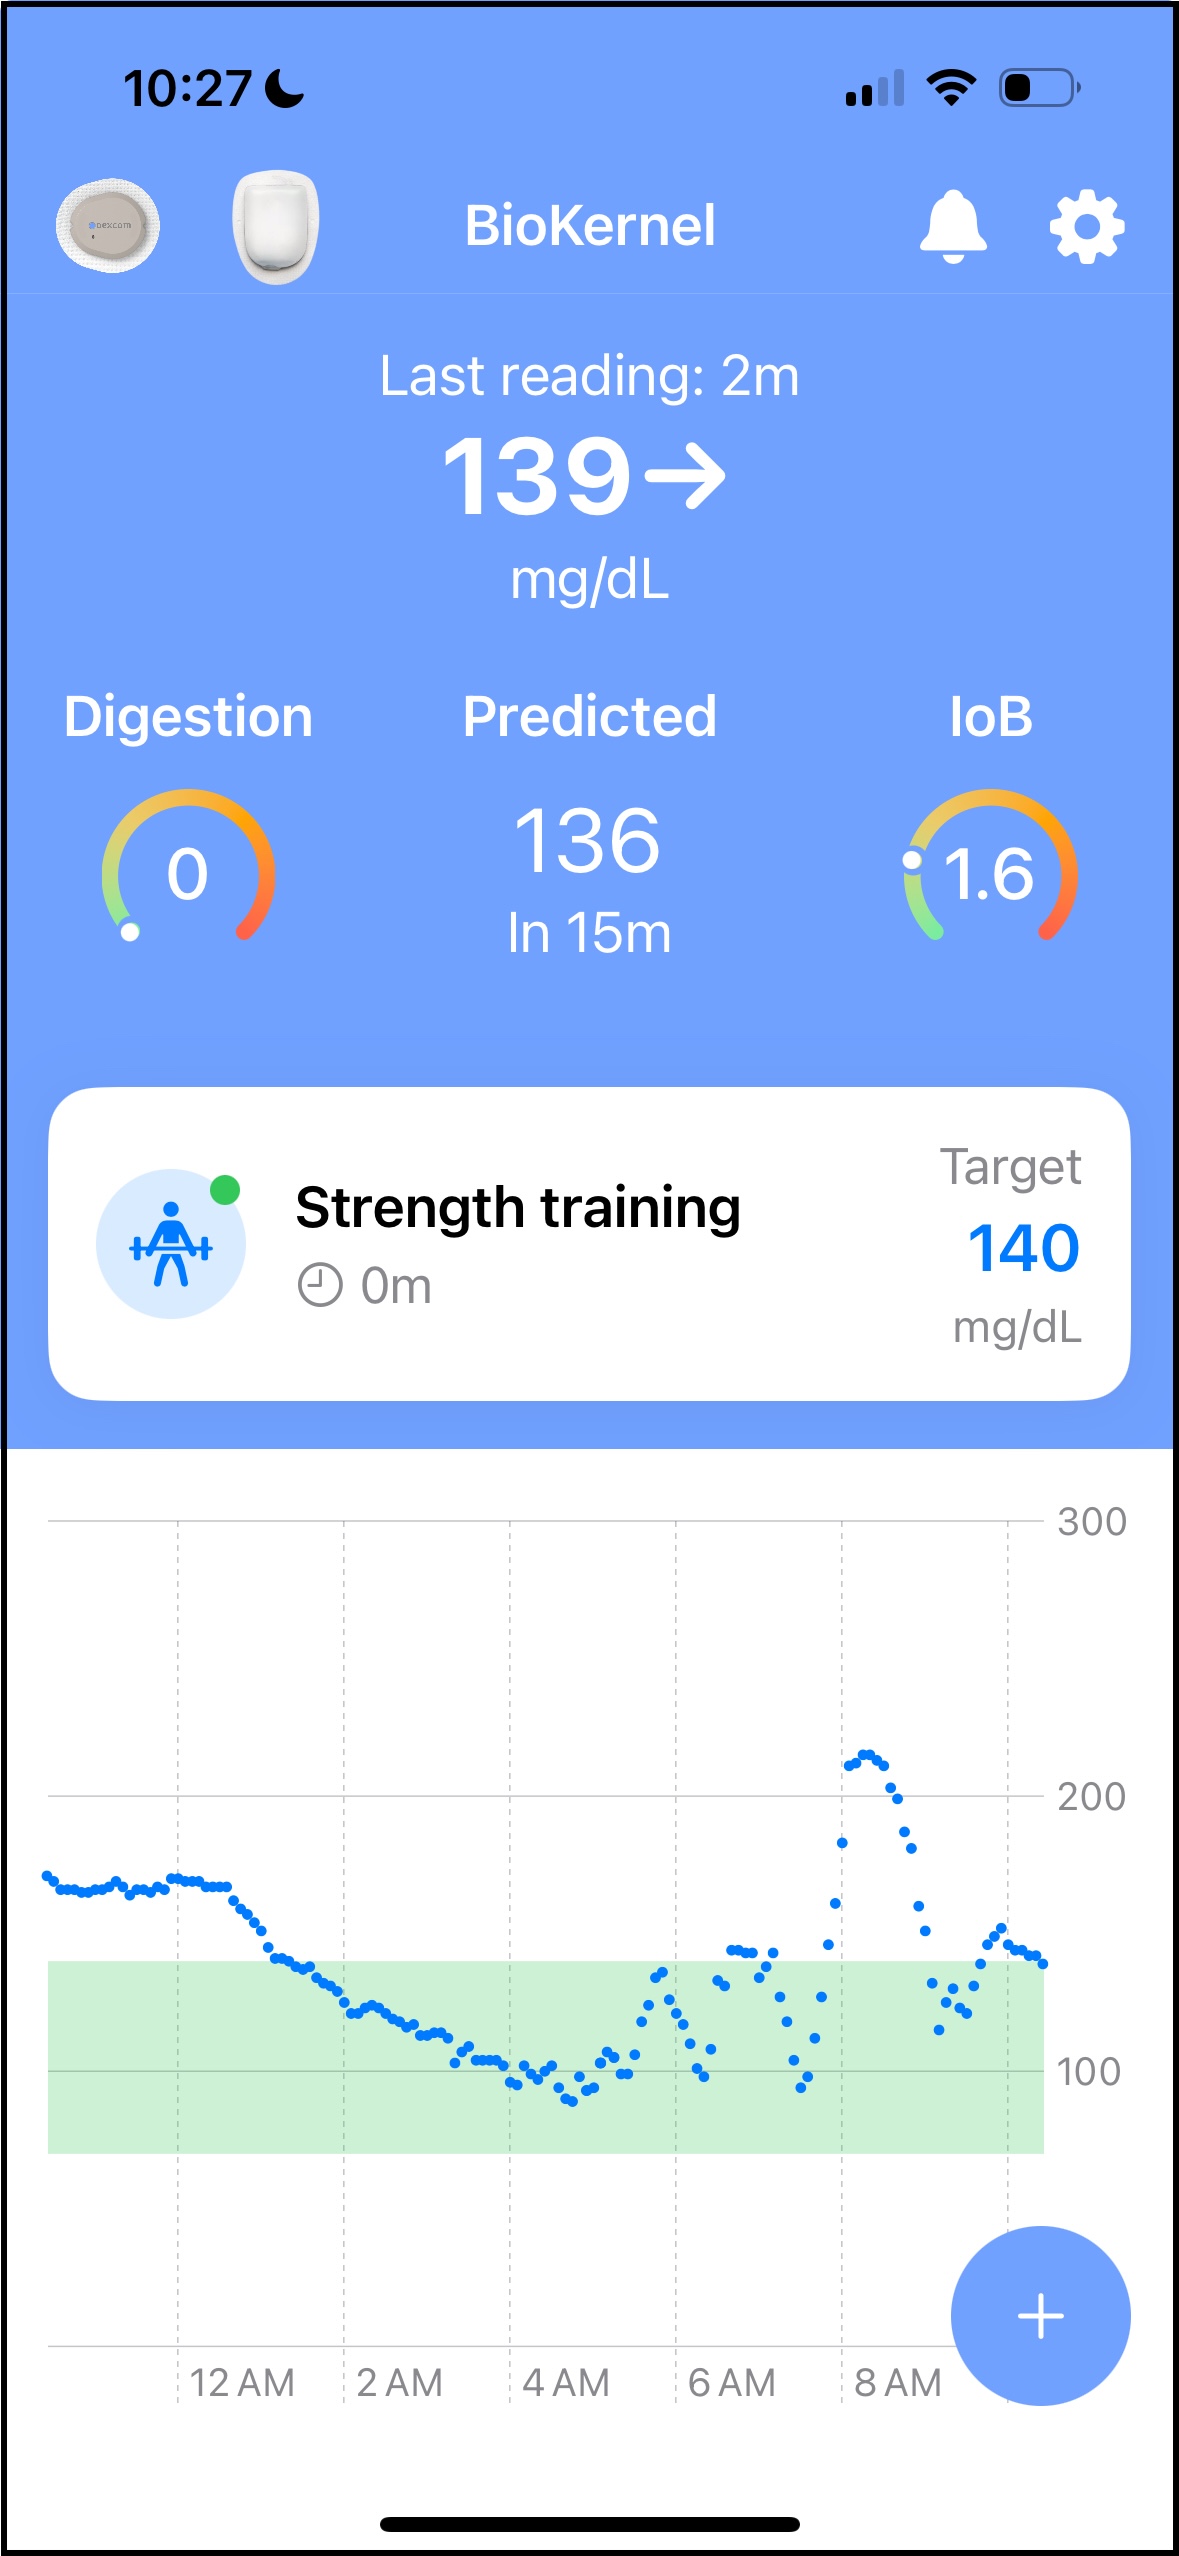 10:27
Dexcom
BioKernel
Last reading: 2m
139→
mg/dL
Digestion
Predicted
IoB
0
136
In 15m
1.6
Strength training
0m
Target
140
mg/dL
300
200
100
12 AM
2 AM
4 AM
6 AM
8 AM